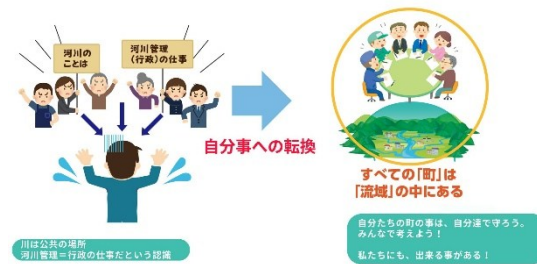 河川の
ことは
河川管理
(行政)の仕事
自分事への転換
川は公共の場所
河川管理=行政の仕事だという認識
すべての「町」は
「流域」の中にある
自分たちの町の事は、自分達で守ろう。
みんなで考えよう！
私たちにも、出来る事がある！